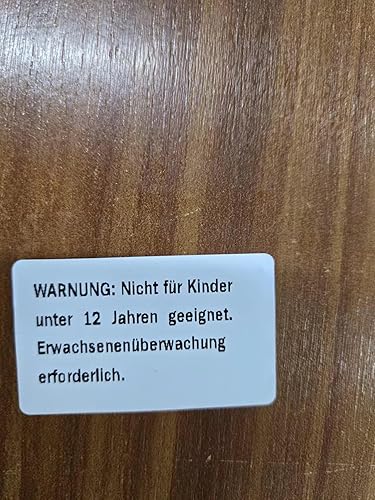 WARNUNG: Nicht für Kinder
unter 12 Jahren geeignet.
Erwachsenenüberwachung
erforderlich.